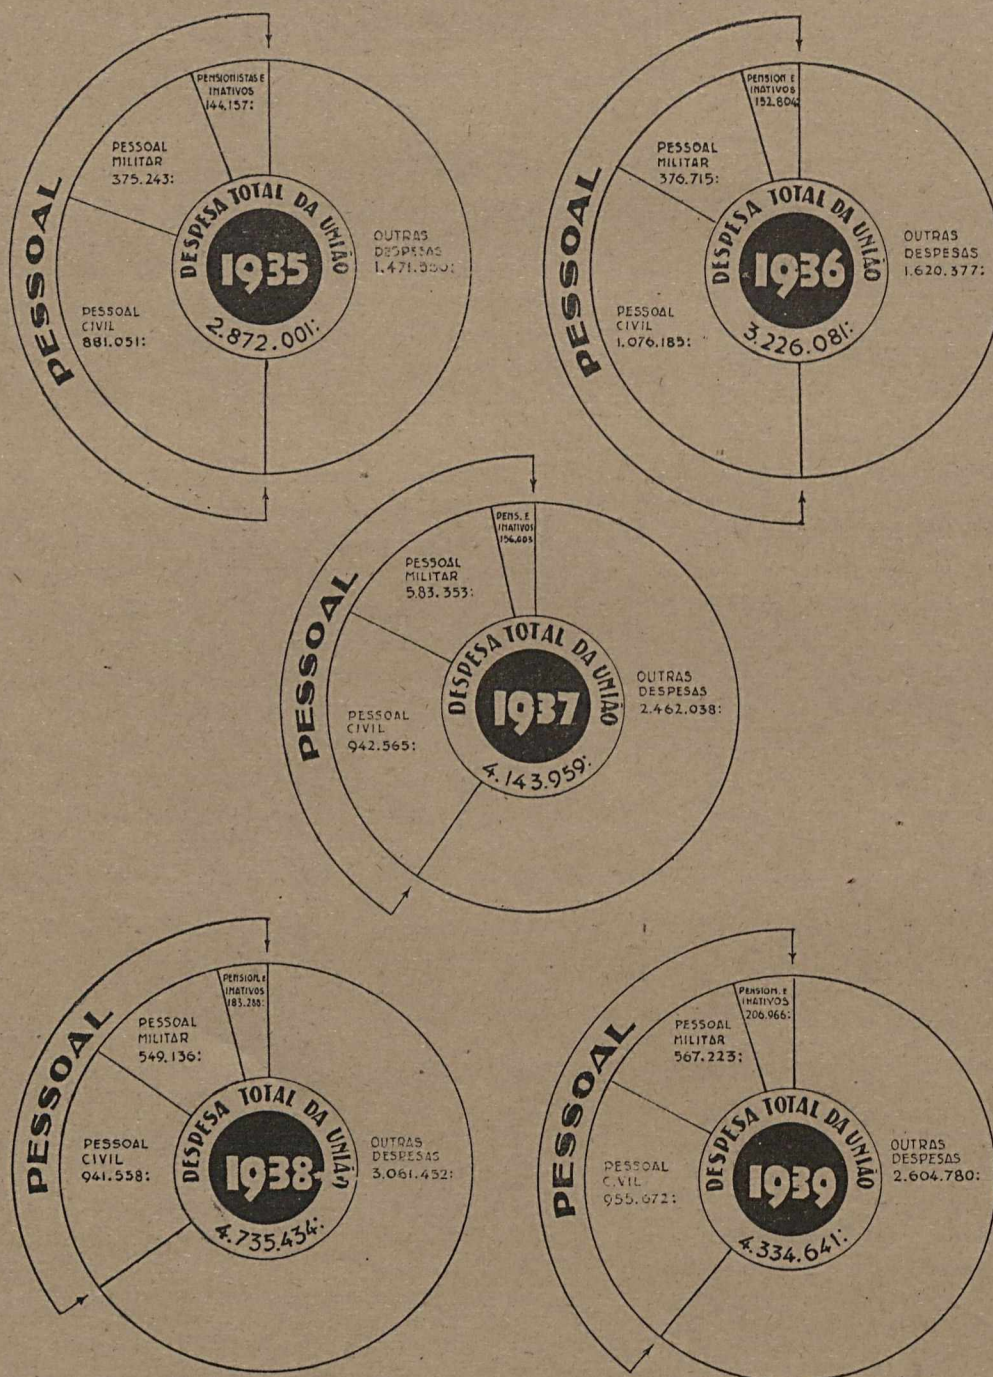 PESSOAL
PENSIONISTAS E
INATIVOS
144.157:
PESSOAL
MILITAR
375.243:
PESSOAL
CIVIL
881.051:
OUTRAS
DESPESAS
DESPESA TOTAL DA UNIÃO
1935
2.872.001:
PESSOAL
PENSION. E
INATIVOS
152.804:
PESSOAL
MILITAR
376.715:
PESSOAL
CIVIL
1.076.185:
OUTRAS
DESPESAS
1.620.377:
DESPESA TOTAL DA UNIÃO
1936
3.226.081:
PESSOAL
PENS. E
INATIVOS
156.003
PESSOAL
MILITAR
583.353:
PESSOAL
CIVIL
942.565:
OUTRAS
DESPESAS
2.462.038:
DESPESA TOTAL DA UNIÃO
1937
4.143.959:
PESSOAL
PENSION. E
INATIVOS
PESSOAL
MILITAR
549.136:
PESSOAL
CIVIL
941.558:
OUTRAS
DESPESAS
3.061.452:
DESPESA TOTAL DA UNIÃO
1938
4.735.434:
PESSOAL
PENSION. E
INATIVOS
206.966:
PESSOAL
MILITAR
567.223:
PESSOAL
CIVIL
955.672:
OUTRAS
DESPESAS
2.604.780:
DESPESA TOTAL DA UNIÃO
1939
4.334.641: